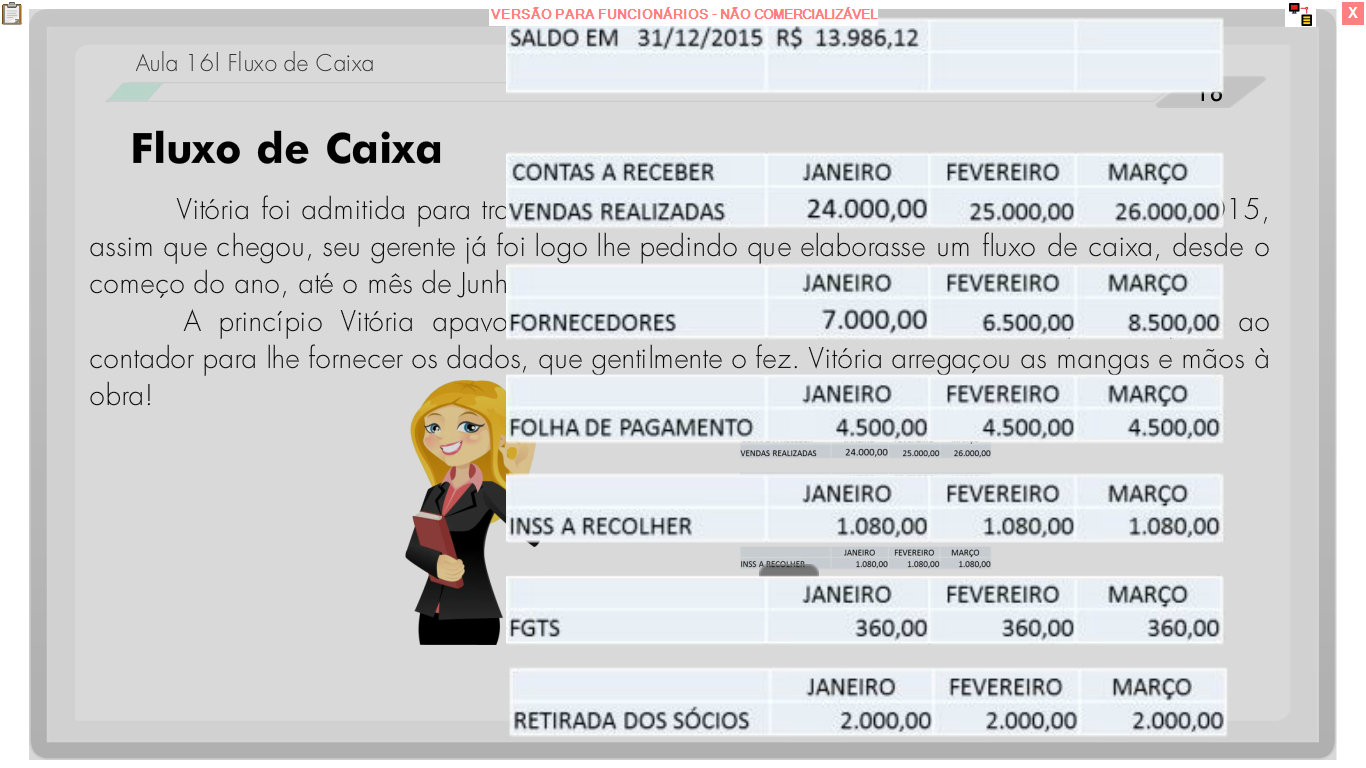 VERSÃO PARA FUNCIONÁRIOS - NÃO COMERCIALIZÁVEL
X
SALDO EM 31/12/2015 R$ 13.986,12
Aula 16| Fluxo de Caixa
Fluxo de Caixa
CONTAS A RECEBER JANEIRO FEVEREIRO MARÇO
Vitória foi admitida para
VENDAS REALIZADAS 24.000,00 25.000,00 26.000,00
assim que chegou, seu gerente já foi logo lhe pedindo que elaborasse um fluxo de caixa, desde o
começo do ano, até o mês de
JANEIRO FEVEREIRO MARÇO
A princípio Vitória
FORNECEDORES 7.000,00 6.500,00 8.500,00
ao
contador para lhe fornecer os dados, que gentilmente o fez. Vitória arregaçou as mangas e mãos à
obra!
JANEIRO FEVEREIRO MARÇO
FOLHA DE PAGAMENTO 4.500,00 4.500,00 4.500,00
VENDAS REALIZADAS 24.000,00 25.000,00 26.000,00
JANEIRO FEVEREIRO MARÇO
INSS A RECOLHER 1.080,00 1.080,00 1.080,00
JANEIRO FEVEREIRO MARÇO
INSS A RECOLHER 1.080,00 1.080,00 1.080,00
JANEIRO FEVEREIRO MARÇO
FGTS 360,00 360,00 360,00
JANEIRO FEVEREIRO MARÇO
RETIRADA DOS SÓCIOS 2.000,00 2.000,00 2.000,00